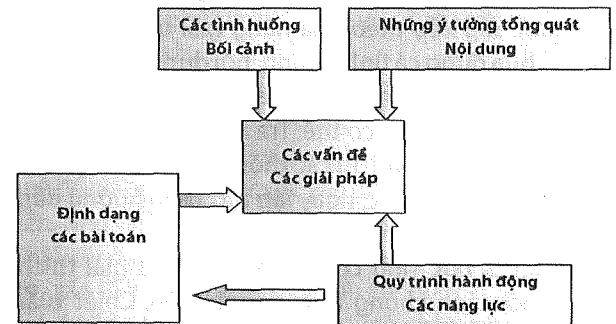 Các tình huống
Bối cảnh
Những ý tưởng tổng quát
Nội dung
Các vấn đề
Các giải pháp
Định dạng
các bài toán
Quy trình hành động
Các năng lực